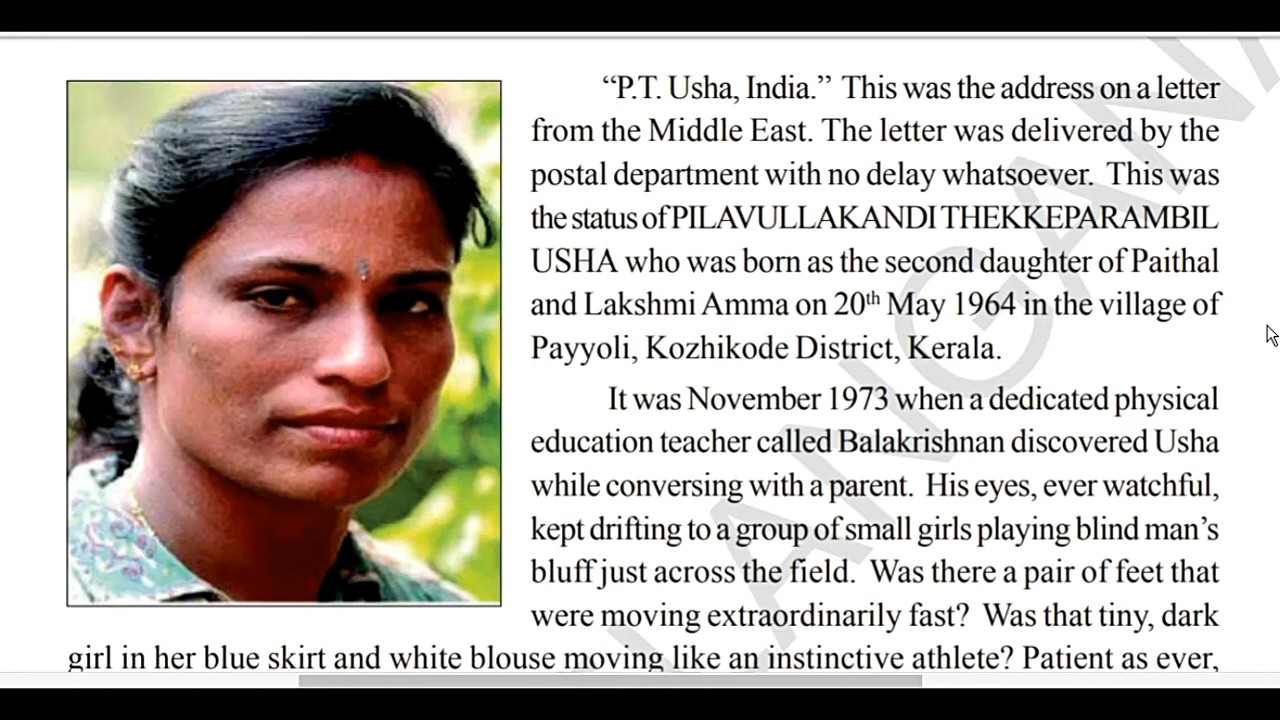 “P.T. Usha, India.” This was the address on a letter
from the Middle East. The letter was delivered by the
postal department with no delay whatsoever. This was
the status of PILAVULLAKANDI THEKKEPARAMBIL
USHA who was born as the second daughter of Paithal
and Lakshmi Amma on 20th May 1964 in the village of
Payyoli, Kozhikode District, Kerala.
It was November 1973 when a dedicated physical
education teacher called Balakrishnan discovered Usha
while conversing with a parent. His eyes, ever watchful,
kept drifting to a group of small girls playing blind man’s
bluff just across the field. Was there a pair of feet that
were moving extraordinarily fast? Was that tiny, dark
girl in her blue skirt and white blouse moving like an instinctive athlete? Patient as ever,